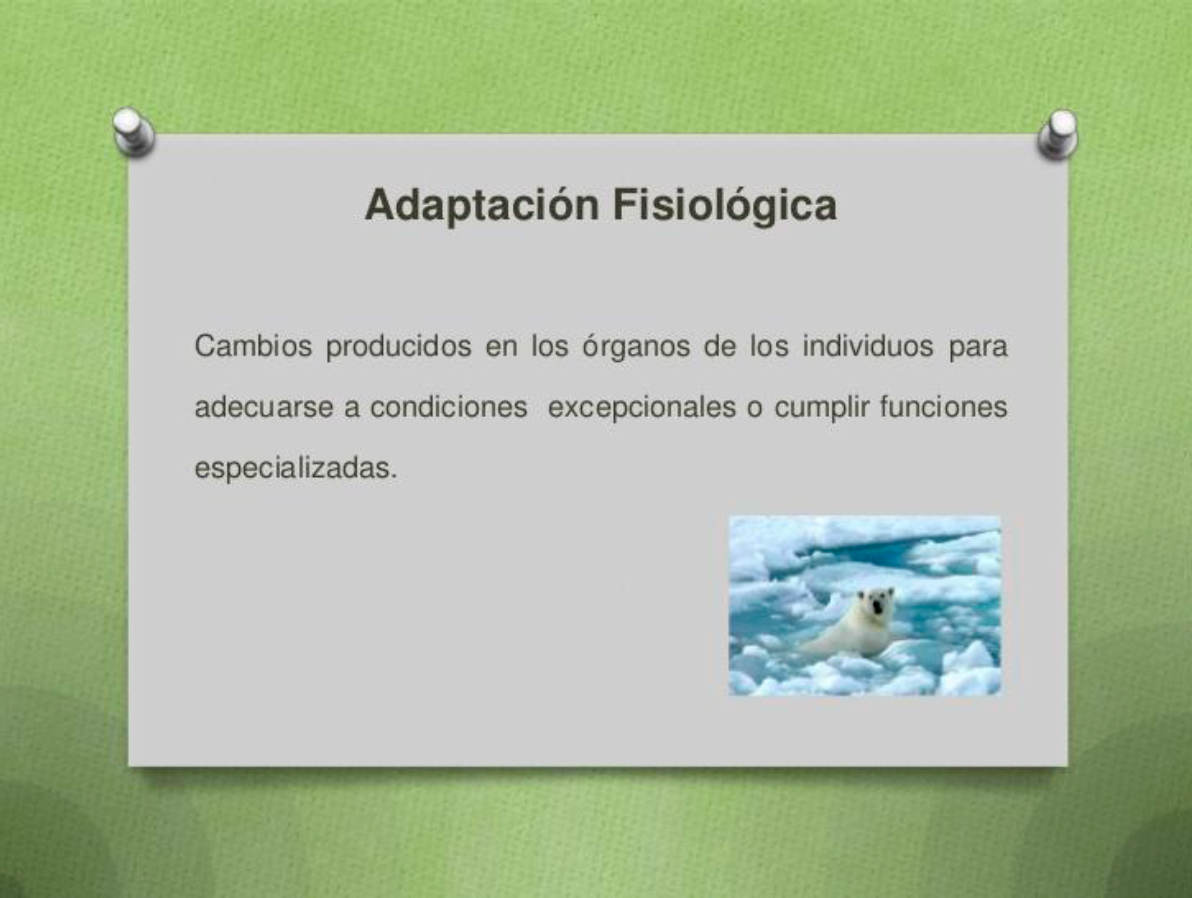 Adaptación Fisiológica
Cambios producidos en los órganos de los individuos para
adecuarse a condiciones excepcionales o cumplir funciones
especializadas.